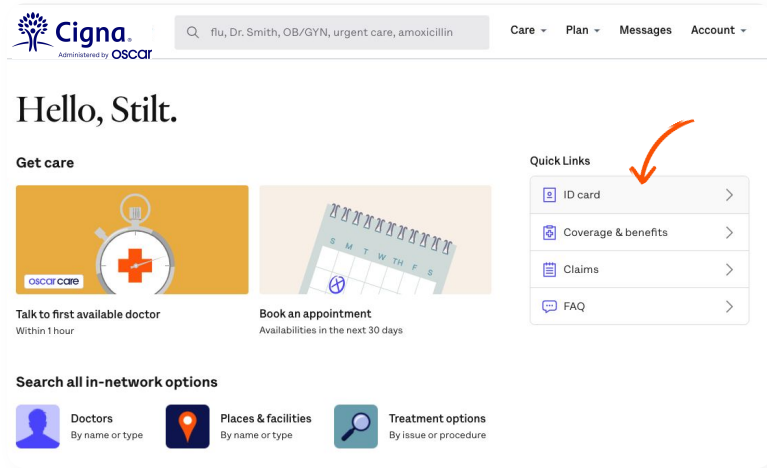 Cigna®
Administered by oscar
flu, Dr. Smith, OB/GYN, urgent care, amoxicillin
Care
Plan
Messages
Account
Hello, Stilt.
Get care
oscar care
S M T W TH F S
Talk to first available doctor
Within 1 hour
Book an appointment
Availabilities in the next 30 days
Quick Links
ID card
Coverage & benefits
Claims
FAQ
Search all in-network options
Doctors
By name or type
Places & facilities
By name or type
Treatment options
By issue or procedure